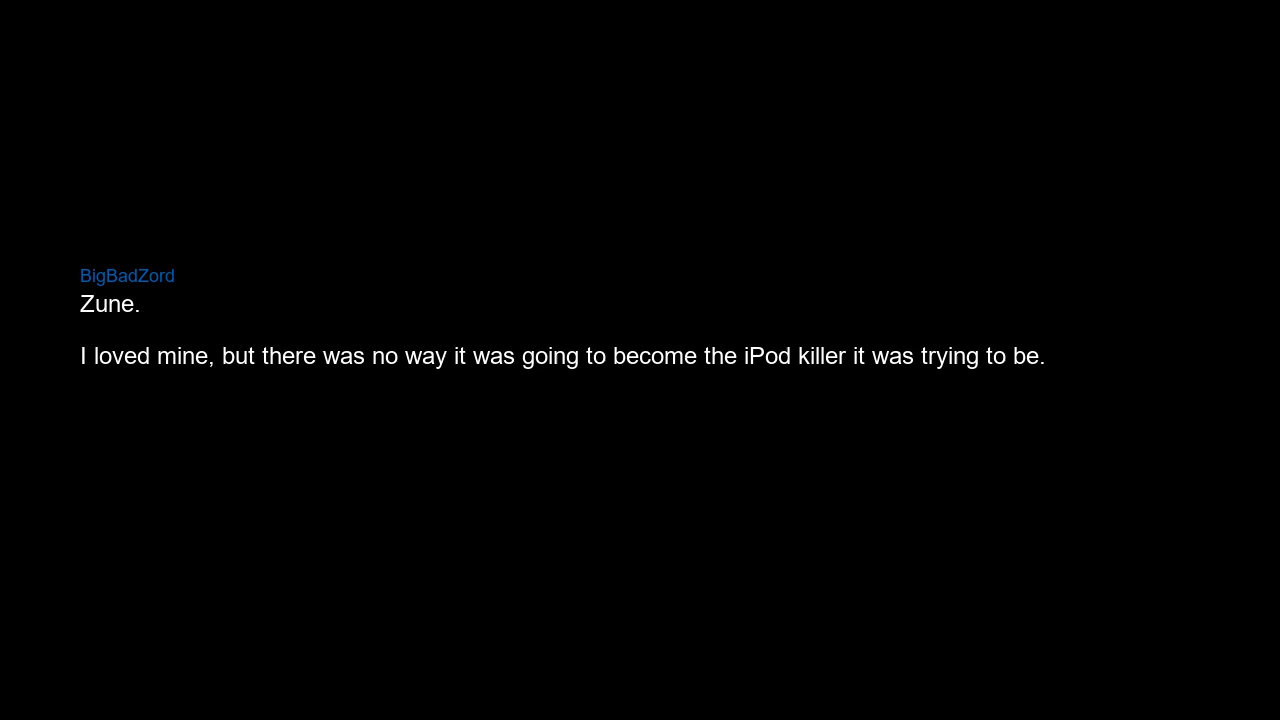 BigBadZord
Zune.
I loved mine, but there was no way it was going to become the iPod killer it was trying to be.